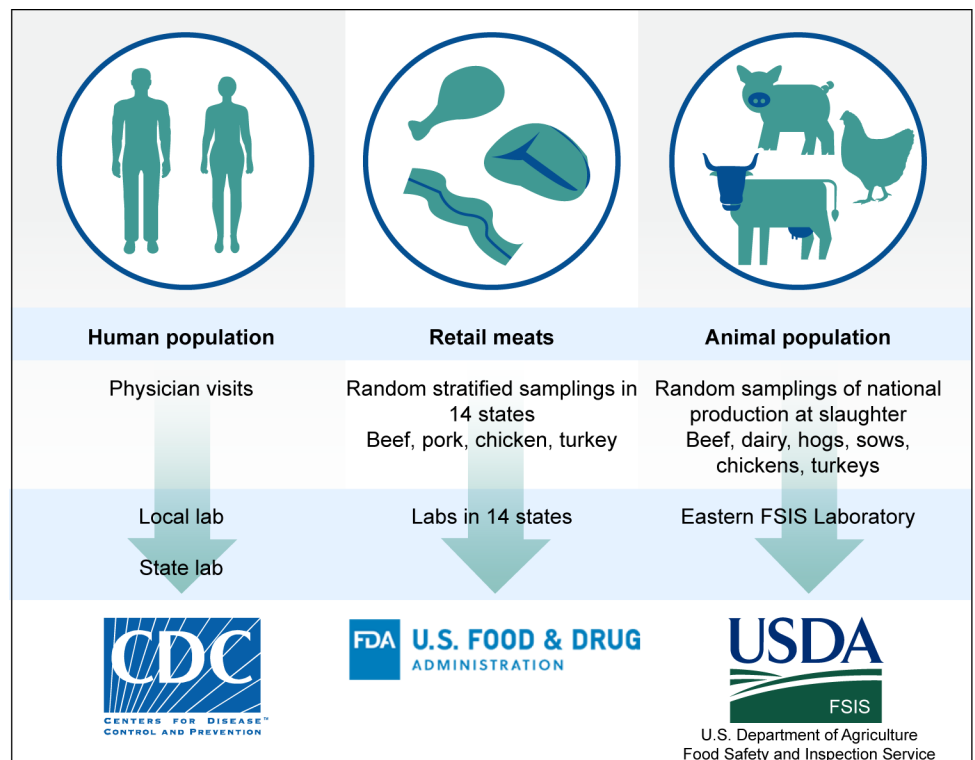 Human population
Physician visits
Local lab
State lab
CDC
CENTERS FOR DISEASE™
CONTROL AND PREVENTION
Retail meats
Random stratified samplings in
14 states
Beef, pork, chicken, turkey
Labs in 14 states
FDA U.S. FOOD & DRUG
ADMINISTRATION
Animal population
Random samplings of national
production at slaughter
Beef, dairy, hogs, sows,
chickens, turkeys
Eastern FSIS Laboratory
USDA
FSIS
U.S. Department of Agriculture
Food Safety and Inspection Service